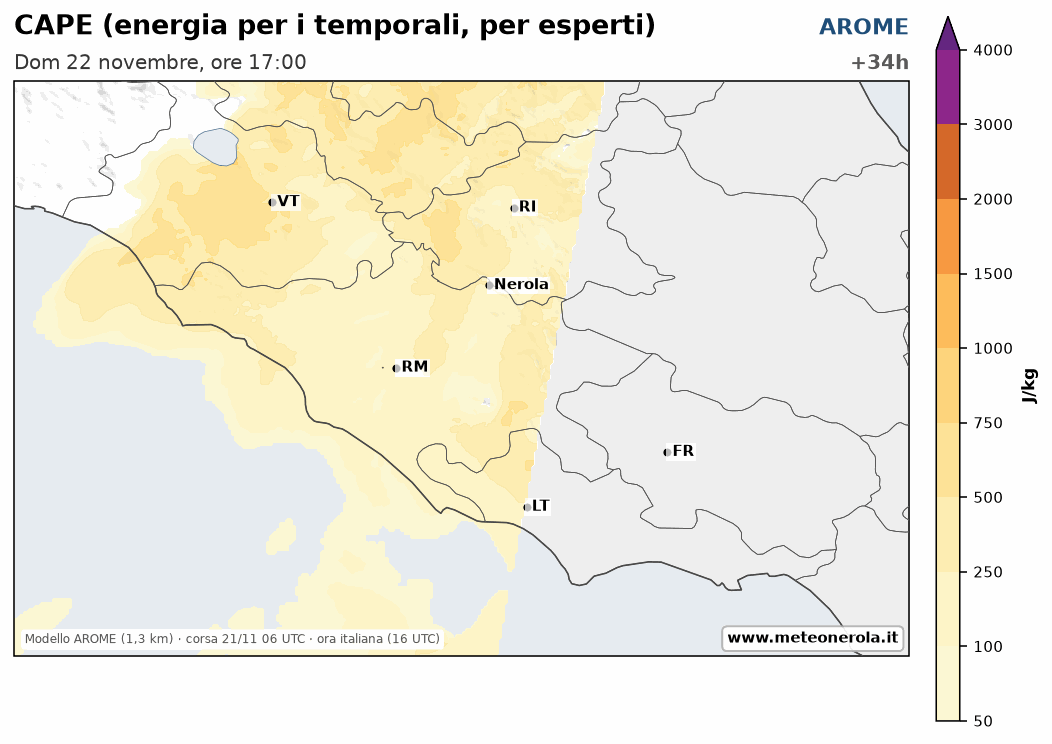 CAPE (energia per i temporali, per esperti)
AROME
Dom 22 novembre, ore 17:00
+34h
VT
RI
Nerola
RM
FR
LT
Modello AROME (1,3 km) · corsa 21/11 06 UTC · ora italiana (16 UTC)
www.meteonerola.it
4000
3000
2000
1500
1000
750
500
250
100
50
J/kg